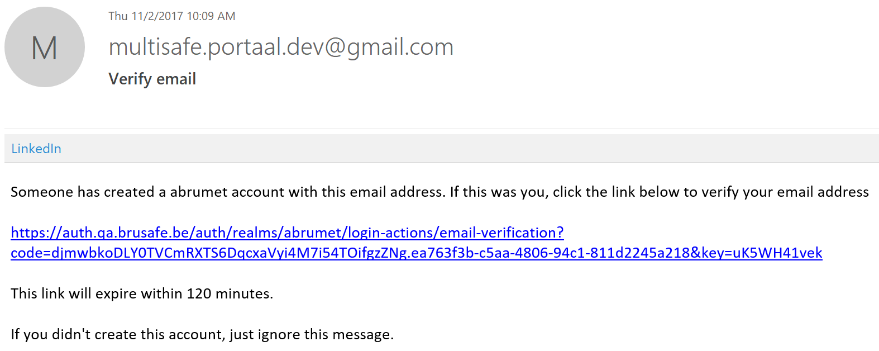 Thu 11/2/2017 10:09 AM
M
multisafe.portaal.dev@gmail.com
Verify email
LinkedIn
Someone has created a abrumet account with this email address. If this was you, click the link below to verify your email address
https://auth.qa.brusafe.be/auth/realms/abrumet/login-actions/email-verification?
code=djmwbkoDLY0TVCmRXTS6DqcxaVyi4M7i54TOifgzZNg.ea763f3b-c5aa-4806-94c1-811d2245a218&key=uK5WH41vek
This link will expire within 120 minutes.
If you didn't create this account, just ignore this message.